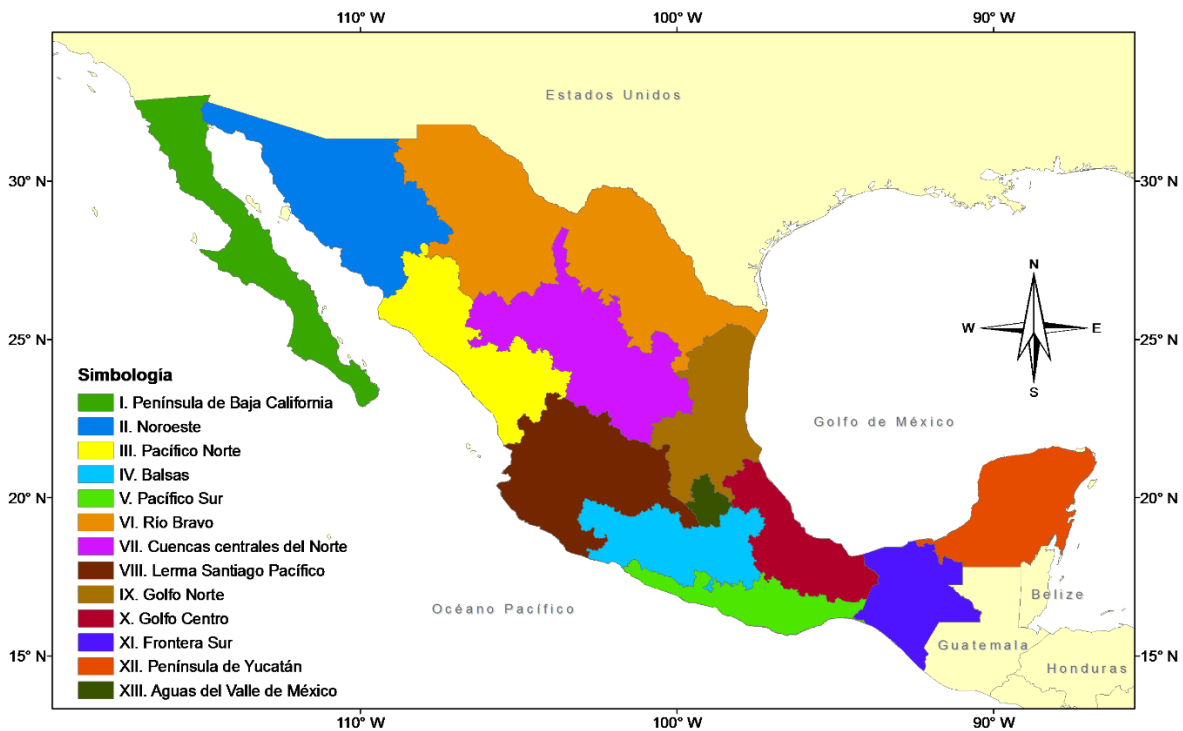 110° W 100° W 90° W
Estados Unidos
30° N 30° N
N
W E
S
25° N 25° N
Simbología
I. Península de Baja California
II. Noroeste
III. Pacífico Norte
IV. Balsas
V. Pacífico Sur
VI. Río Bravo
VII. Cuencas centrales del Norte
VIII. Lerma Santiago Pacífico
IX. Golfo Norte
X. Golfo Centro
XI. Frontera Sur
XII. Península de Yucatán
XIII. Aguas del Valle de México
Golfo de México
20° N 20° N
Océano Pacífico
Belize
Guatemala
15° N 15° N
Honduras
110° W 100° W 90° W